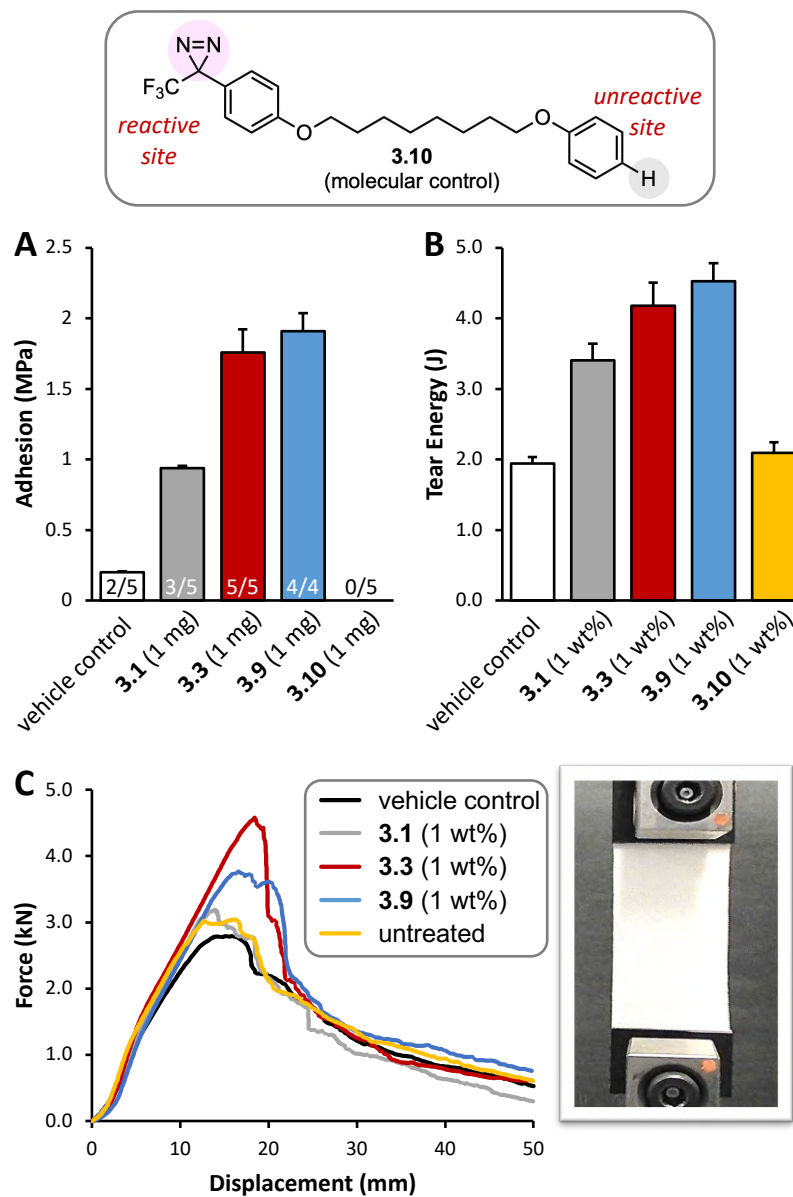 N=N
F₃C
reactive
site
O
3.10
(molecular control)
O
unreactive
site
H
A
Adhesion (MPa)
2.5
2
1.5
1
0.5
0
2/5
3/5
5/5
4/4
0/5
vehicle control
3.1 (1 mg)
3.3 (1 mg)
3.9 (1 mg)
3.10 (1 mg)
B
Tear Energy (J)
5.0
4.0
3.0
2.0
1.0
0.0
vehicle control
3.1 (1 wt%)
3.3 (1 wt%)
3.9 (1 wt%)
3.10 (1 wt%)
C
Force (kN)
5.0
4.0
3.0
2.0
1.0
0.0
0
10
20
30
40
50
Displacement (mm)
vehicle control
3.1 (1 wt%)
3.3 (1 wt%)
3.9 (1 wt%)
untreated